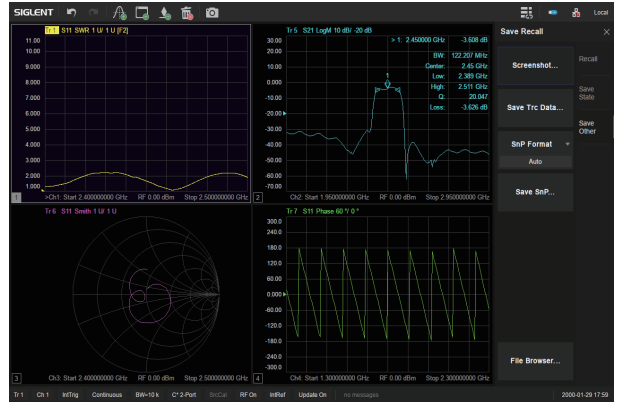 SIGLENT
Local
Tr 1 S11 SWR 1 U/ 1 U [F2]
11.00
10.00
9.000
8.000
7.000
6.000
5.000
4.000
3.000
2.000
1.000
1
>Ch1: Start 2.400000000 GHz RF 0.00 dBm Stop 2.500000000 GHz
Tr 5 S21 LogM 10 dB/ -20 dB
> 1: 2.450000 GHz -3.608 dB
BW: 122.207 MHz
Center: 2.45 GHz
Low: 2.389 GHz
High: 2.511 GHz
Q: 20.047
Loss: -3.626 dB
1
30.00
20.00
10.00
0.000
-10.00
-20.00
-30.00
-40.00
-50.00
-60.00
-70.00
2
Ch2: Start 1.950000000 GHz RF 0.00 dBm Stop 2.950000000 GHz
Tr 6 S11 Smith 1 U/ 1 U
3
Ch3: Start 2.400000000 GHz RF 0.00 dBm Stop 2.500000000 GHz
Tr 7 S11 Phase 60 °/ 0 °
300.0
240.0
180.0
120.0
60.00
0.000
-60.00
-120.0
-180.0
-240.0
-300.0
4
Ch4: Start 1.300000000 GHz RF 0.00 dBm Stop 2.300000000 GHz
Save Recall
Screenshot...
Save Trc Data...
SnP Format
Auto
Save SnP...
File Browser...
Recall
Save
State
Save
Other
Tr 1 Ch 1 IntTrig Continuous BW=10 k C* 2-Port SrcCal RF On IntRef Update On no messages 2000-01-29 17:59